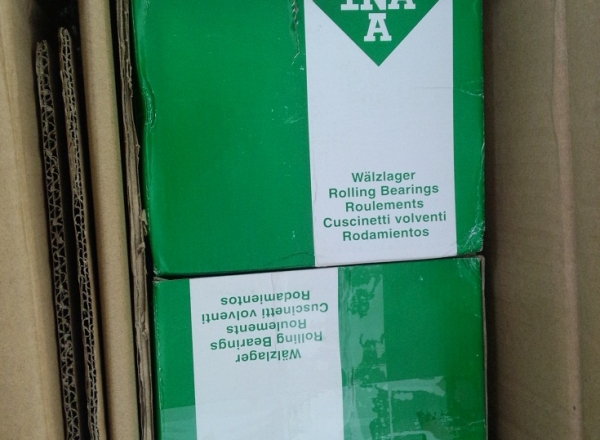 INA
A
Wälzlager
Rolling Bearings
Roulements
Cuscinetti volventi
Rodamientos
Wälzlager
Rolling Bearings
Roulements
Cuscinetti volventi
Rodamientos